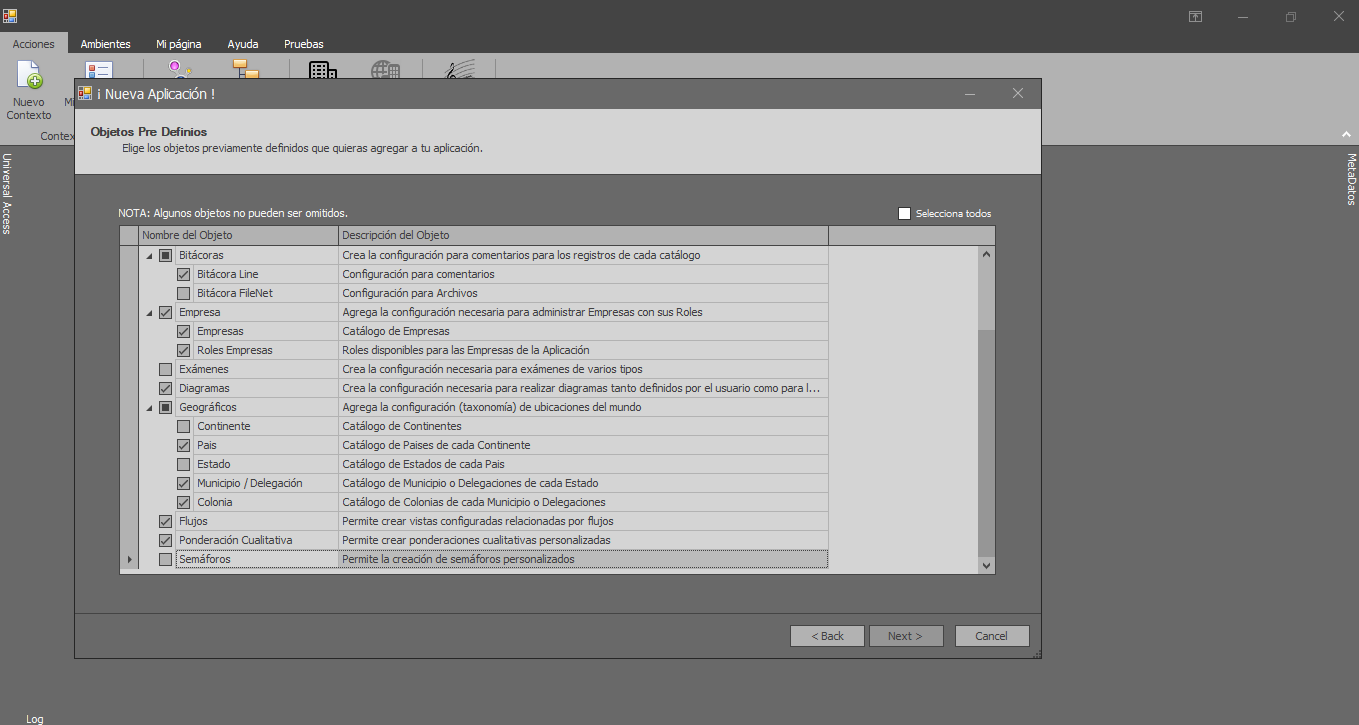 Acciones Ambientes Mi página Ayuda Pruebas
Nuevo
Contexto
Contex
Universal Access
MetaDatos
¡ Nueva Aplicación !
Objetos Pre Definios
Elige los objetos previamente definidos que quieras agregar a tu aplicación.
NOTA: Algunos objetos no pueden ser omitidos.
Selecciona todos
Nombre del Objeto Descripción del Objeto
Bitácoras Crea la configuración para comentarios para los registros de cada catálogo
Bitácora Line Configuración para comentarios
Bitácora FileNet Configuración para Archivos
Empresa Agrega la configuración necesaria para administrar Empresas con sus Roles
Empresas Catálogo de Empresas
Roles Empresas Roles disponibles para las Empresas de la Aplicación
Exámenes Crea la configuración necesaria para exámenes de varios tipos
Diagramas Crea la configuración necesaria para realizar diagramas tanto definidos por el usuario como para l...
Geográficos Agrega la configuración (taxonomía) de ubicaciones del mundo
Continente Catálogo de Continentes
Pais Catálogo de Paises de cada Continente
Estado Catálogo de Estados de cada Pais
Municipio / Delegación Catálogo de Municipio o Delegaciones de cada Estado
Colonia Catálogo de Colonias de cada Municipio o Delegaciones
Flujos Permite crear vistas configuradas relacionadas por flujos
Ponderación Cualitativa Permite crear ponderaciones cualitativas personalizadas
Semáforos Permite la creación de semáforos personalizados
< Back Next > Cancel
Log